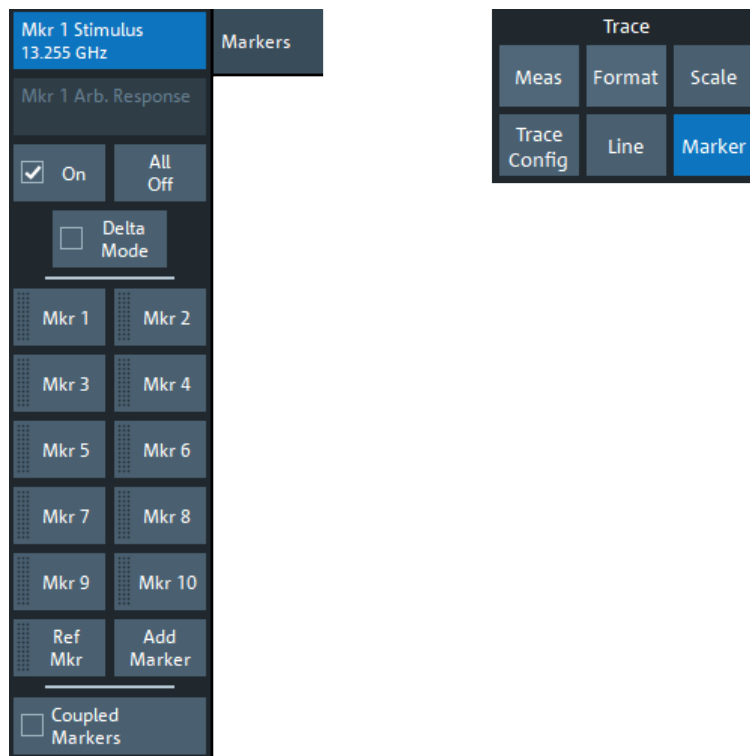 Mkr 1 Stimulus
13.255 GHz
Markers
Mkr 1 Arb. Response
On
All
Off
Delta
Mode
Mkr 1
Mkr 2
Mkr 3
Mkr 4
Mkr 5
Mkr 6
Mkr 7
Mkr 8
Mkr 9
Mkr 10
Ref
Mkr
Add
Marker
Coupled
Markers
Trace
Meas
Format
Scale
Trace
Config
Line
Marker